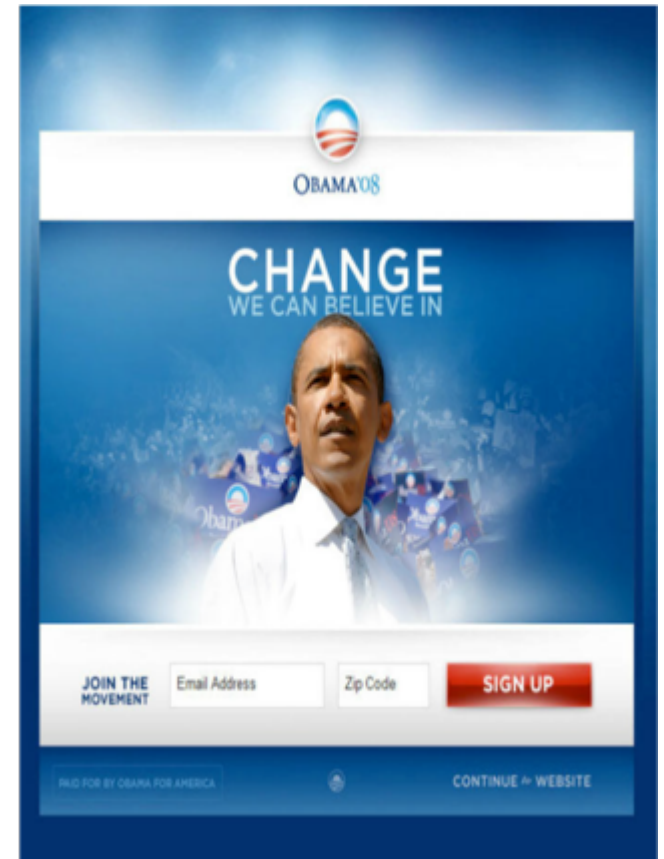 OBAMA'08
CHANGE
WE CAN BELIEVE IN
Obama
JOIN THE
MOVEMENT
Email Address
Zip Code
SIGN UP
PAID FOR BY OBAMA FOR AMERICA
CONTINUE to WEBSITE